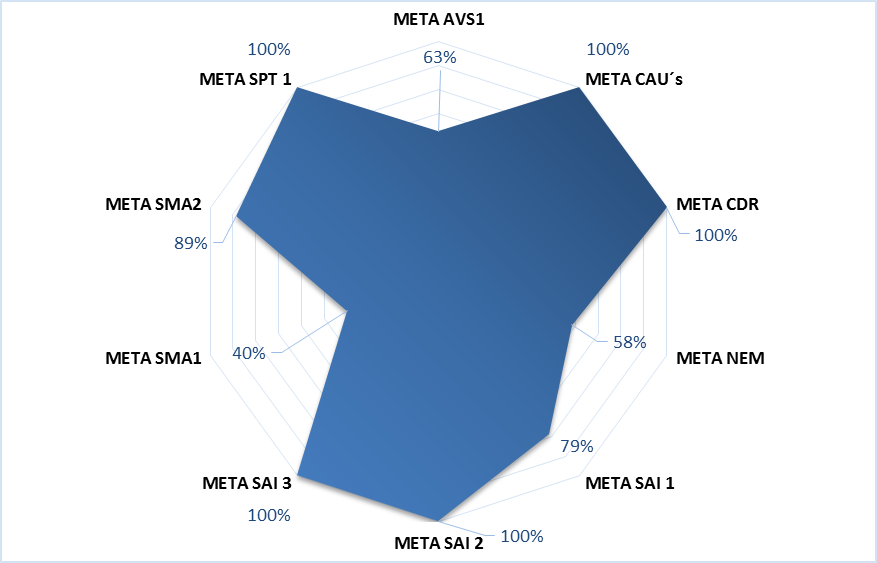 META AVS1
63%
100%
META CAU´s
META CDR
100%
58%
META NEM
79%
META SAI 1
100%
META SAI 2
META SAI 3
100%
40%
META SMA1
META SMA2
89%
100%
META SPT 1